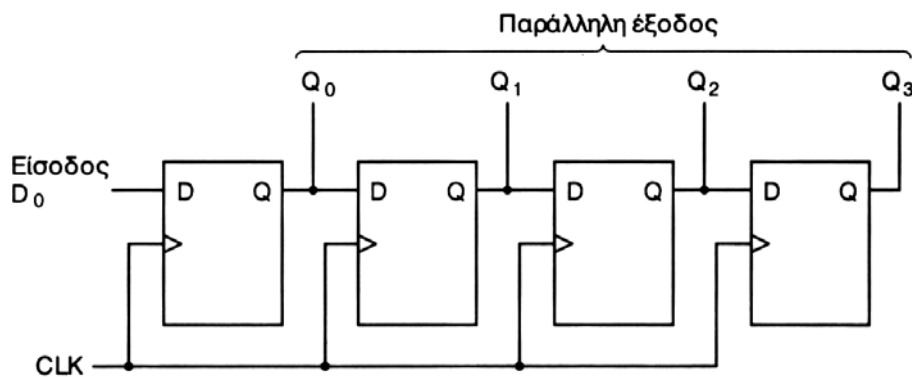 Παράλληλη έξοδος
Q0 Q1 Q2 Q3
Είσοδος
D0
D Q D Q D Q D Q
CLK